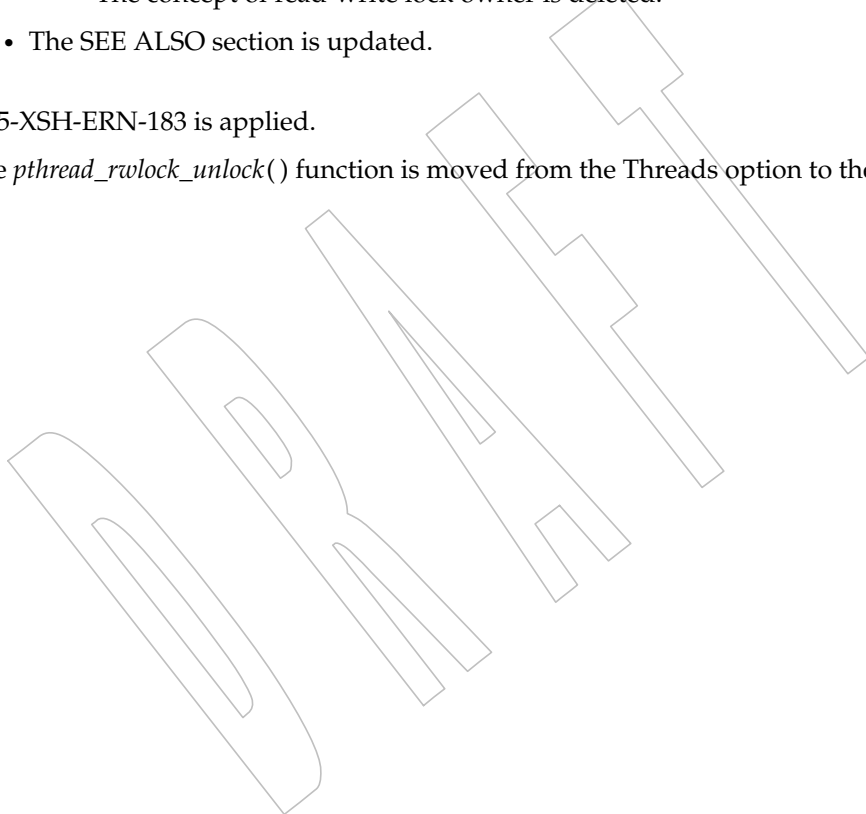 The concept of read-write lock owner is deleted.
• The SEE ALSO section is updated.
5-XSH-ERN-183 is applied.
e pthread_rwlock_unlock( ) function is moved from the Threads option to the
DRAFT